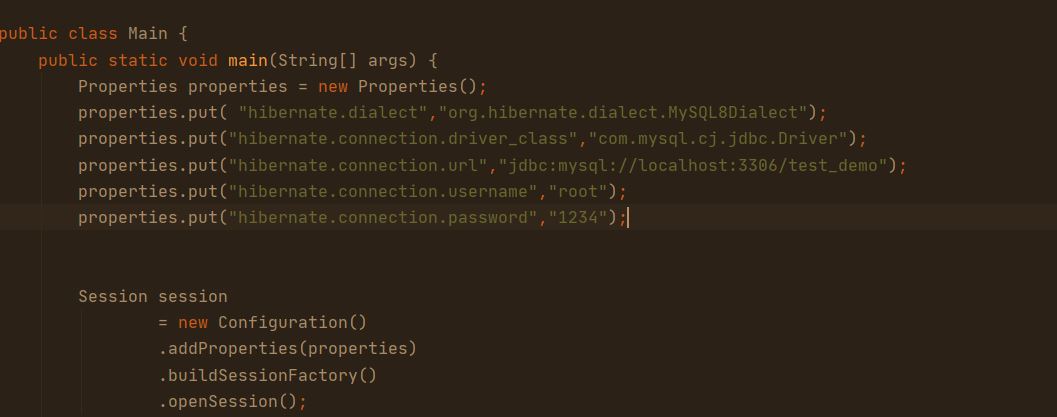 public class Main {
public static void main(String[] args) {
Properties properties = new Properties();
properties.put( "hibernate.dialect","org.hibernate.dialect.MySQL8Dialect");
properties.put("hibernate.connection.driver_class","com.mysql.cj.jdbc.Driver");
properties.put("hibernate.connection.url","jdbc:mysql://localhost:3306/test_demo");
properties.put("hibernate.connection.username","root");
properties.put("hibernate.connection.password","1234");
Session session
= new Configuration()
.addProperties(properties)
.buildSessionFactory()
.openSession();